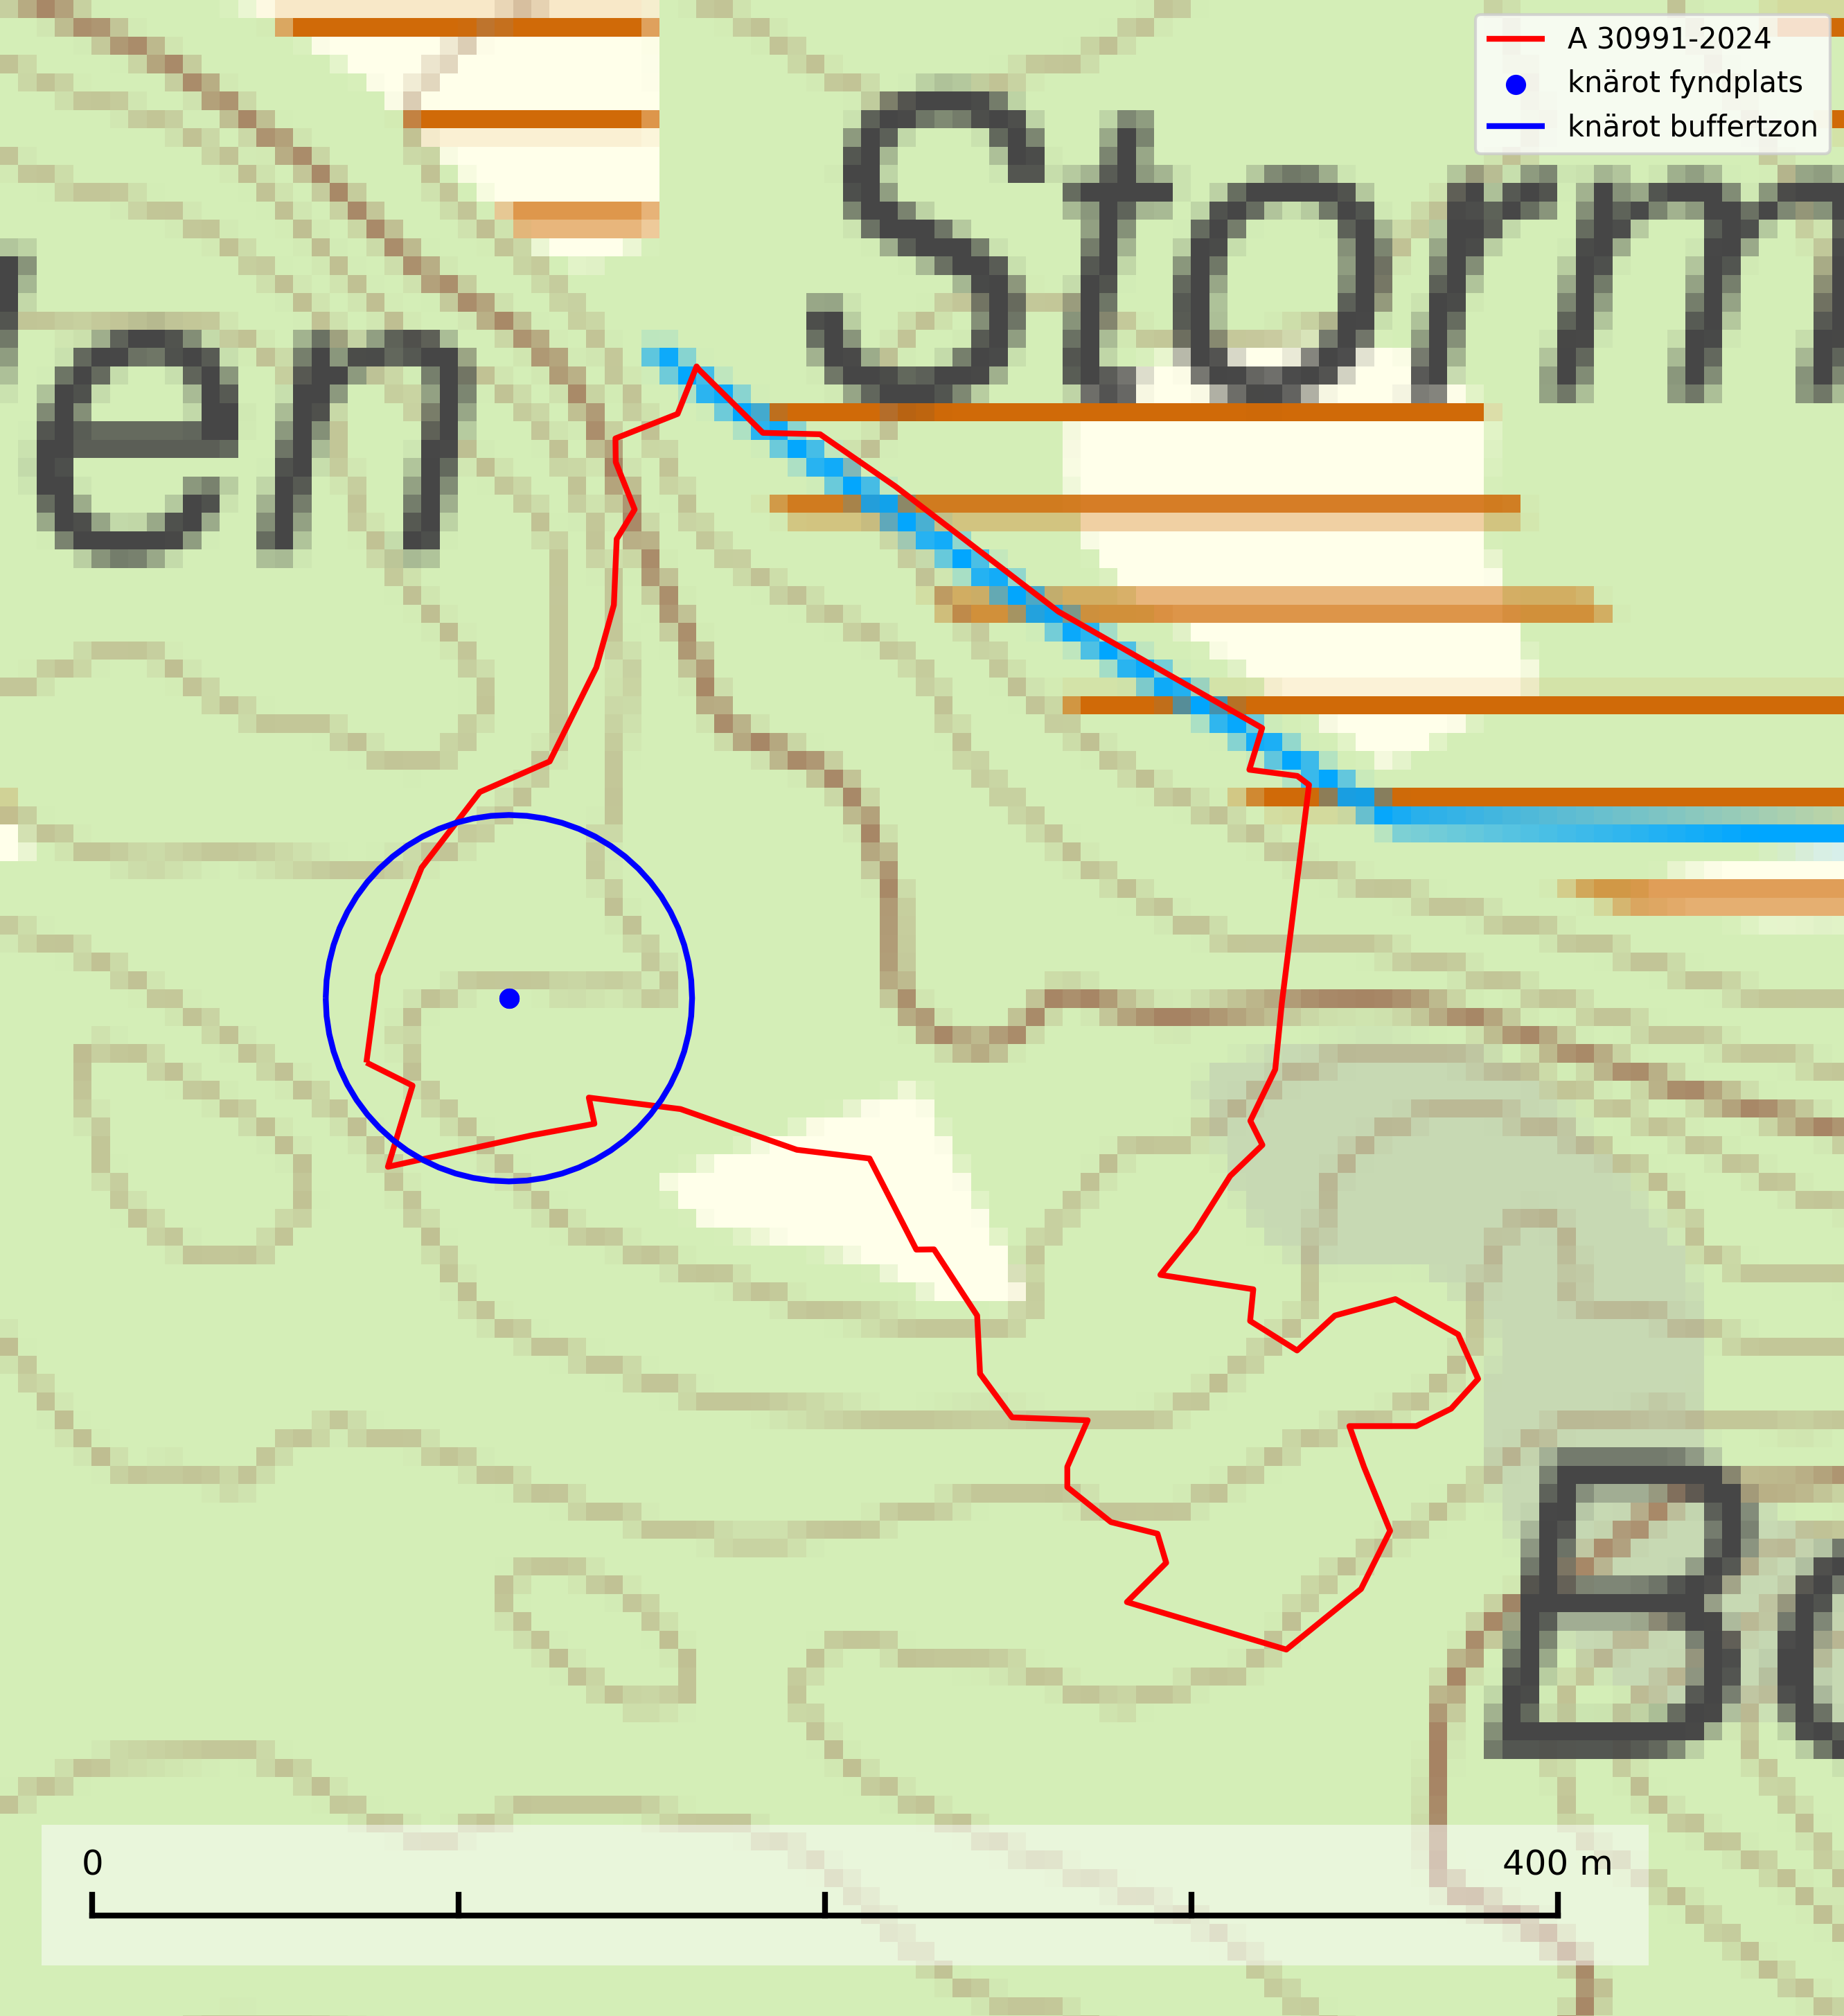 A 30991-2024
knärot fyndplats
knärot buffertzon
Storm
en
B
0
400 m